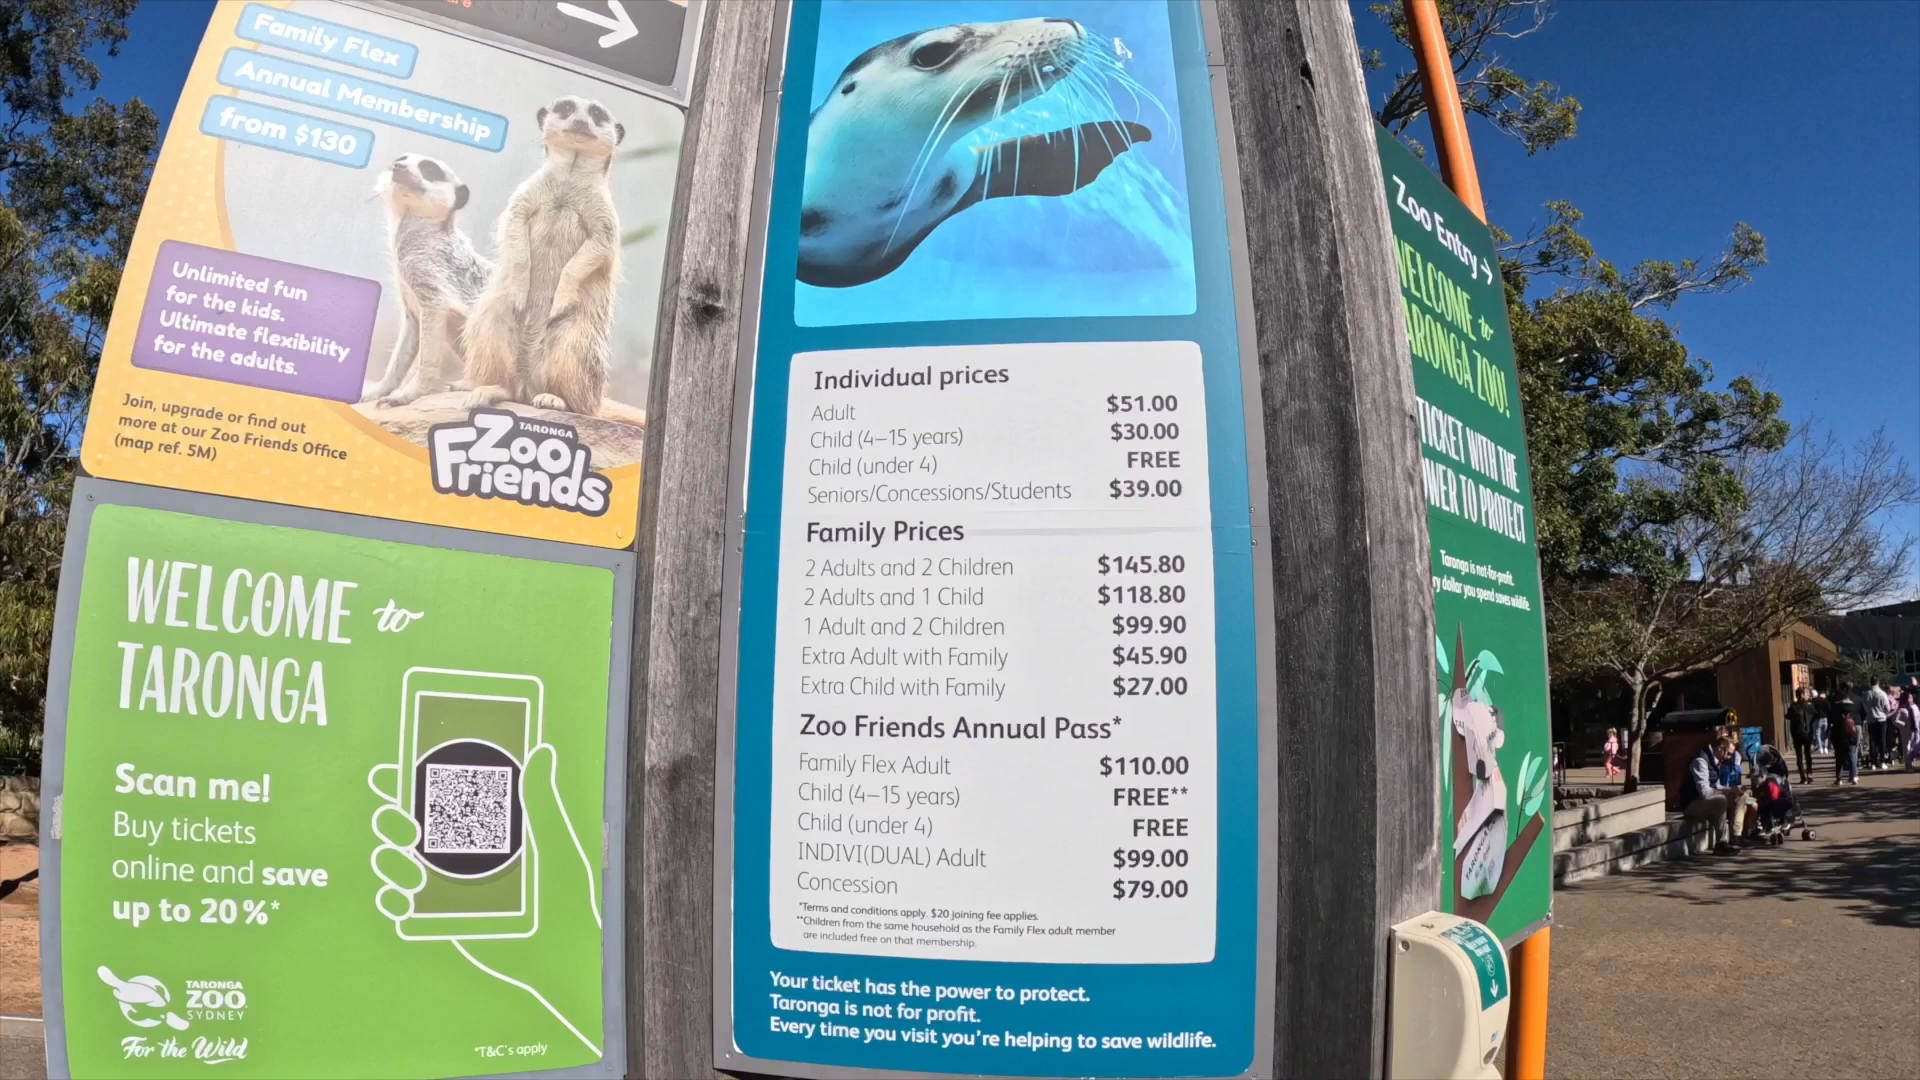 Family Flex
Annual Membership
from $130
Unlimited fun
for the kids.
Ultimate flexibility
for the adults.
Join, upgrade or find out
more at our Zoo Friends Office
(map ref. 5M)
TARONGA
Zoo
Friends
WELCOME to
TARONGA
Scan me!
Buy tickets
online and save
up to 20%*
TARONGA
ZOO
SYDNEY
For the Wild
*T&C's apply
Individual prices
Adult $51.00
Child (4–15 years) $30.00
Child (under 4) FREE
Seniors/Concessions/Students $39.00
Family Prices
2 Adults and 2 Children $145.80
2 Adults and 1 Child $118.80
1 Adult and 2 Children $99.90
Extra Adult with Family $45.90
Extra Child with Family $27.00
Zoo Friends Annual Pass*
Family Flex Adult $110.00
Child (4–15 years) FREE**
Child (under 4) FREE
INDIVI(DUAL) Adult $99.00
Concession $79.00
*Terms and conditions apply. $20 joining fee applies.
**Children from the same household as the Family Flex adult member
are included free on that membership.
Your ticket has the power to protect.
Taronga is not for profit.
Every time you visit you're helping to save wildlife.
Zoo Entry →
WELCOME to
TARONGA ZOO!
TICKET WITH THE
POWER TO PROTECT
Taronga is not-for-profit.
dollar you spend saves wildlife.